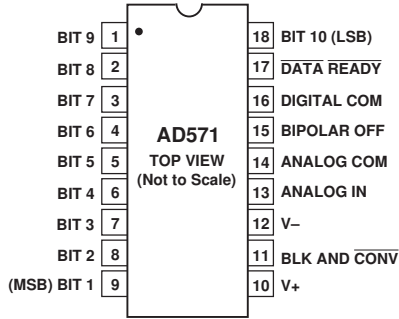 BIT 9 1
BIT 8 2
BIT 7 3
BIT 6 4
BIT 5 5
BIT 4 6
BIT 3 7
BIT 2 8
(MSB) BIT 1 9
AD571
TOP VIEW
(Not to Scale)
18 BIT 10 (LSB)
17 DATA READY
16 DIGITAL COM
15 BIPOLAR OFF
14 ANALOG COM
13 ANALOG IN
12 V–
11 BLK AND CONV
10 V+